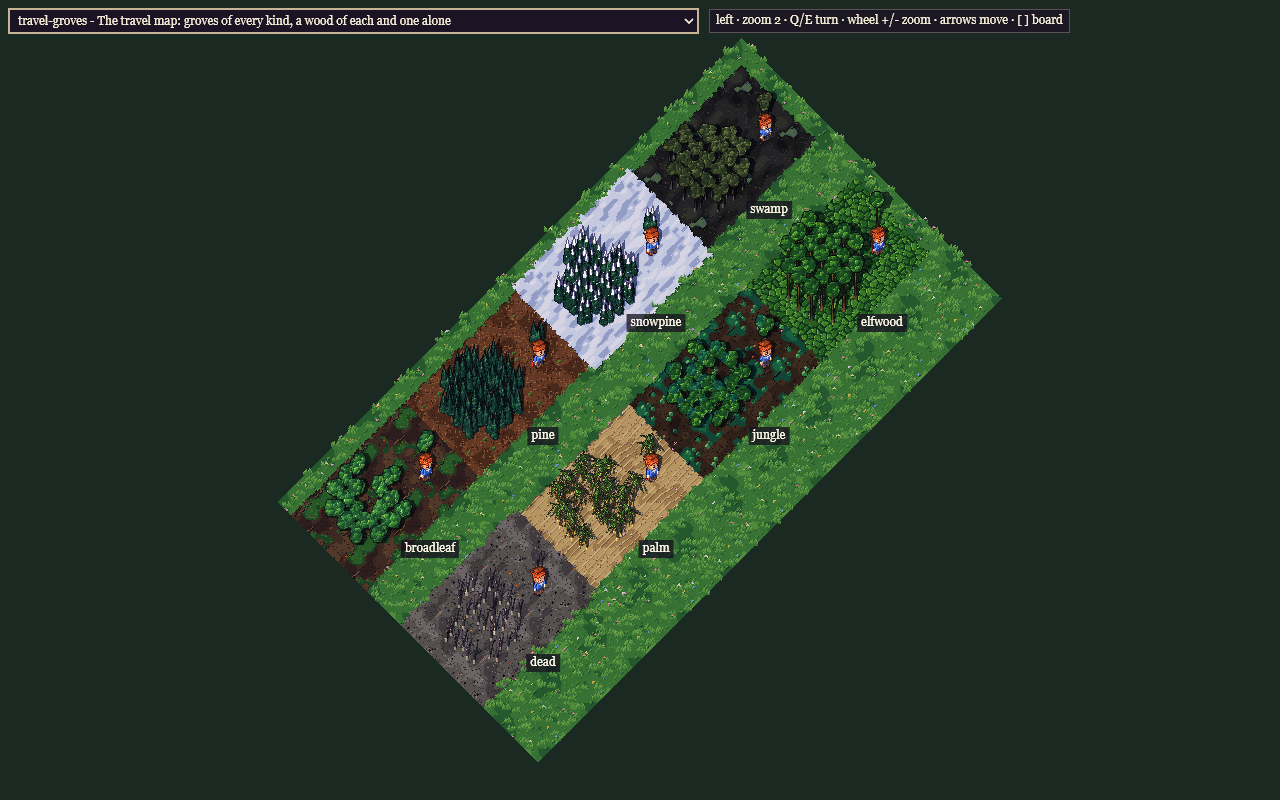 travel-groves - The travel map: groves of every kind, a wood of each and one alone
left · zoom 2 · Q/E turn · wheel +/- zoom · arrows move · [ ] board
swamp
snowpine
elfwood
pine
jungle
broadleaf
palm
dead